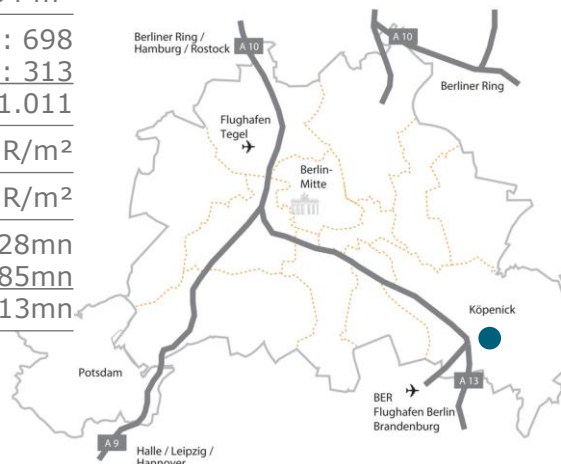 : 698
: 313
1.011
R/m²
R/m²
28mn
85mn
13mn
Berliner Ring /
Hamburg / Rostock
A 10
A 10
Berliner Ring
Flughafen
Tegel
Berlin-
Mitte
Köpenick
Potsdam
A 13
BER
Flughafen Berlin
Brandenburg
A 9
Halle / Leipzig /
Hannover